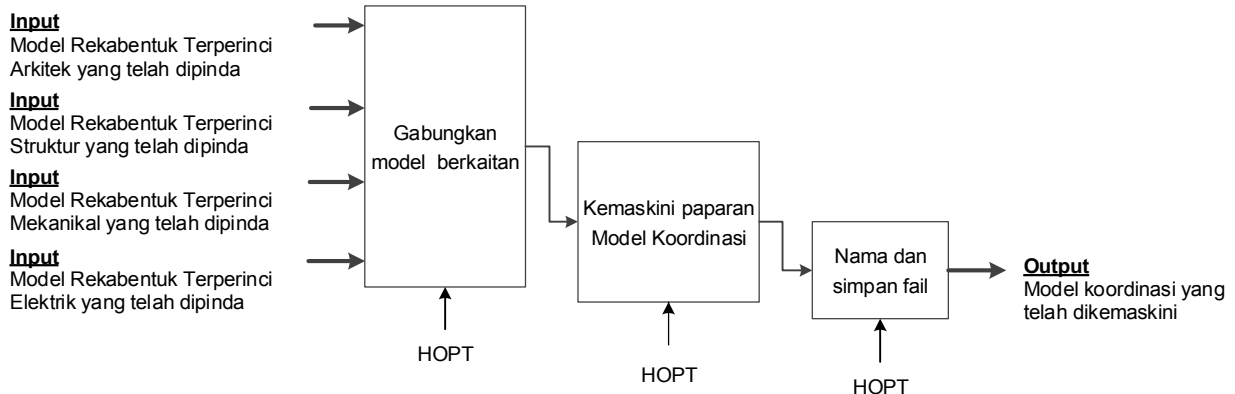 Input
Model Rekabentuk Terperinci
Arkitek yang telah dipinda
Input
Model Rekabentuk Terperinci
Struktur yang telah dipinda
Input
Model Rekabentuk Terperinci
Mekanikal yang telah dipinda
Input
Model Rekabentuk Terperinci
Elektrik yang telah dipinda
Gabungkan
model berkaitan
HOPT
Kemaskini paparan
Model Koordinasi
HOPT
Nama dan
simpan fail
HOPT
Output
Model koordinasi yang
telah dikemaskini